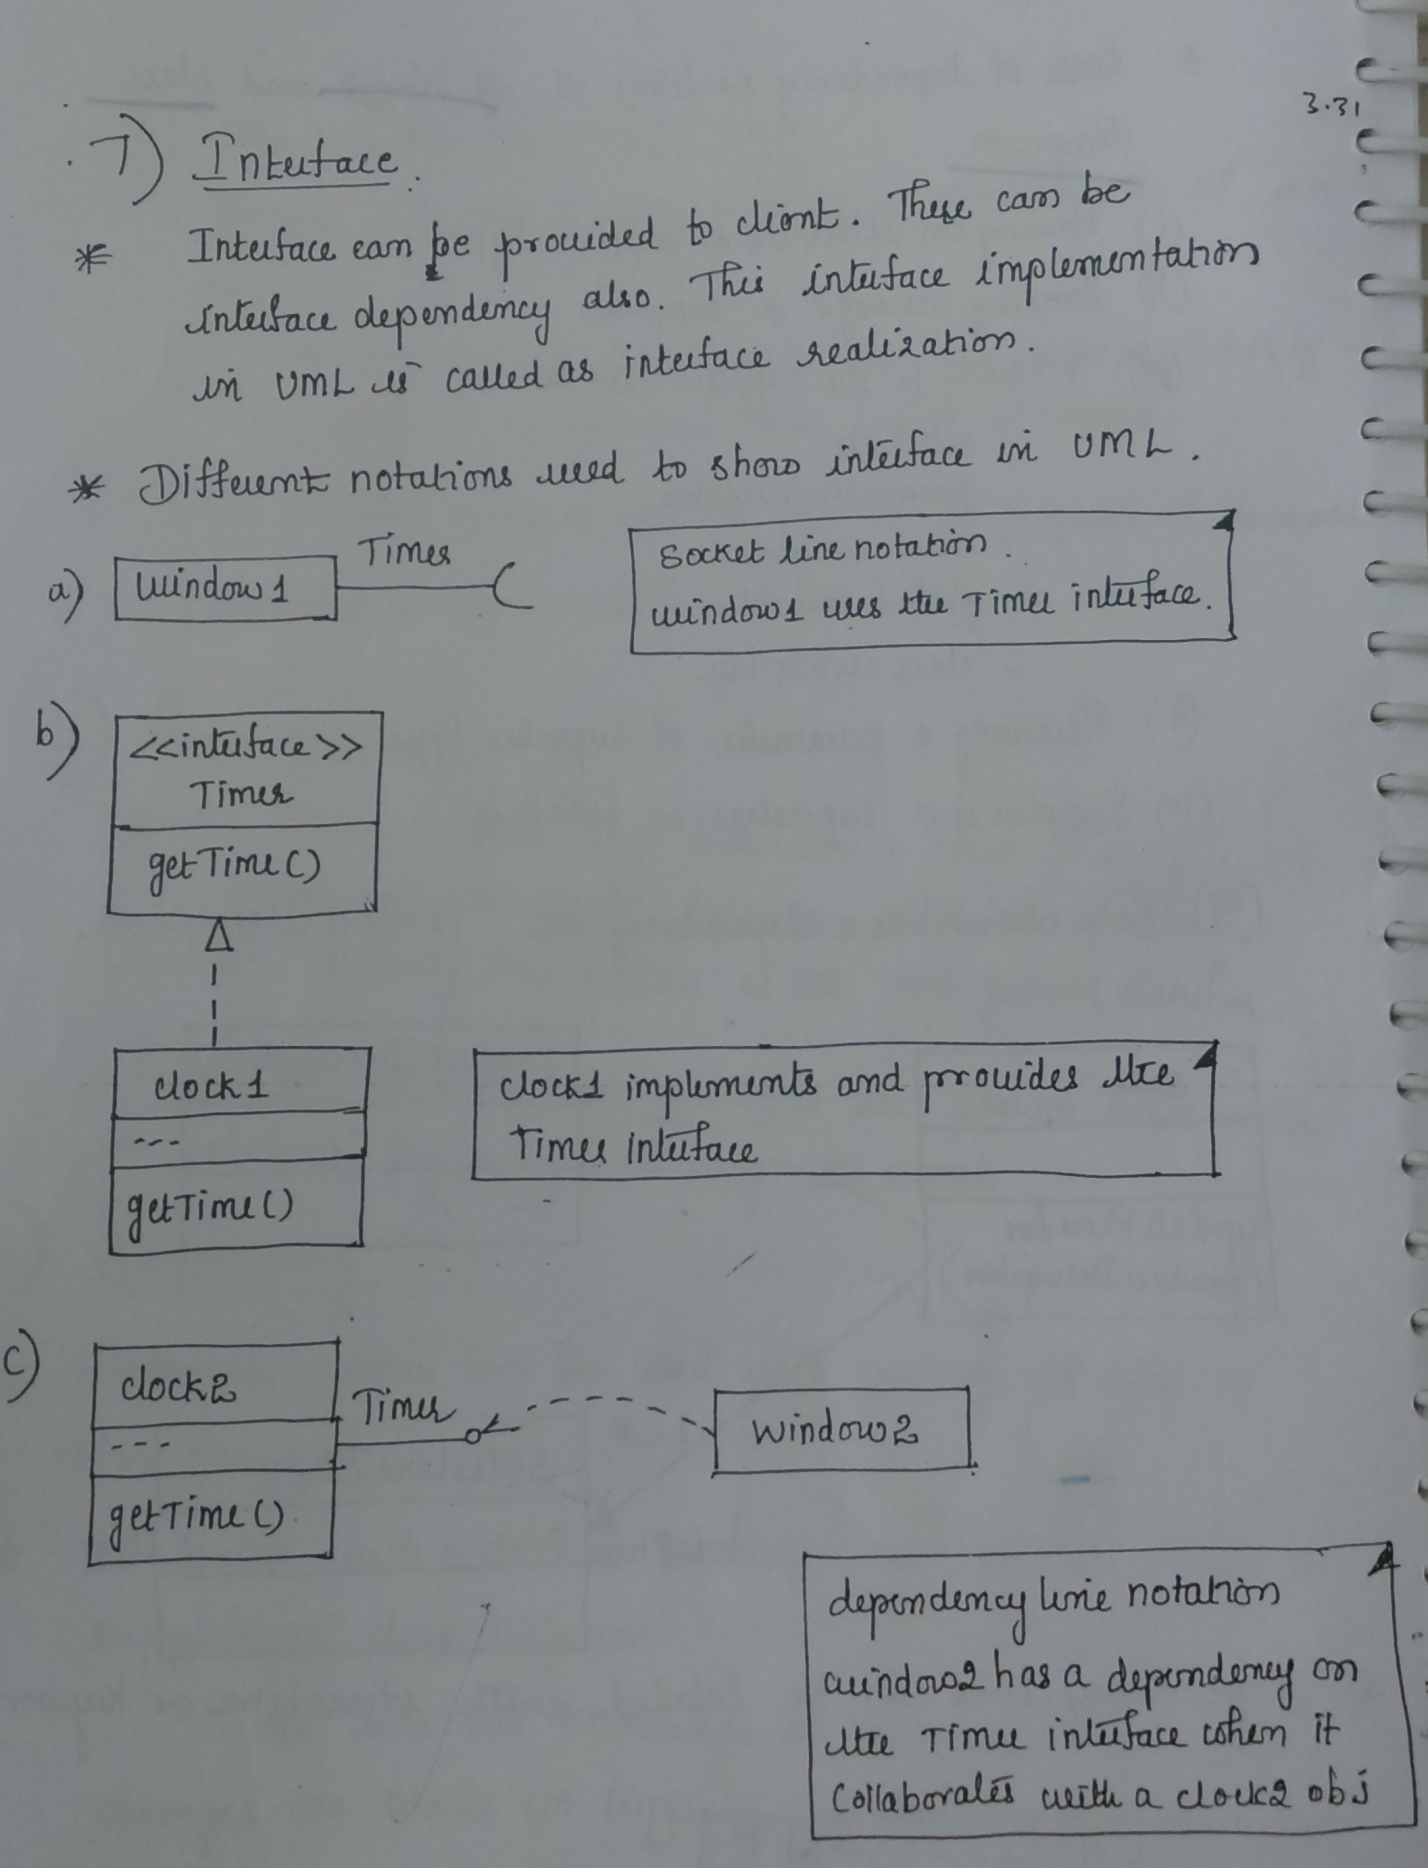 3.31
7) Interface.
* Interface can be provided to client. These can be
interface dependency also. This interface implementation
in UML is called as interface realization.
* Different notations used to show interface in UML.
a) Window1 Timer
Socket line notation.
window1 uses the Timer interface.
b) <<interface>>
Timer
getTime()
clock1
---
getTime()
clock1 implements and provides the
Timer interface
c) clock2
---
getTime()
Timer
Window2
dependency line notation
window2 has a dependency on
the Timer interface when it
Collaborates with a clock2 obj